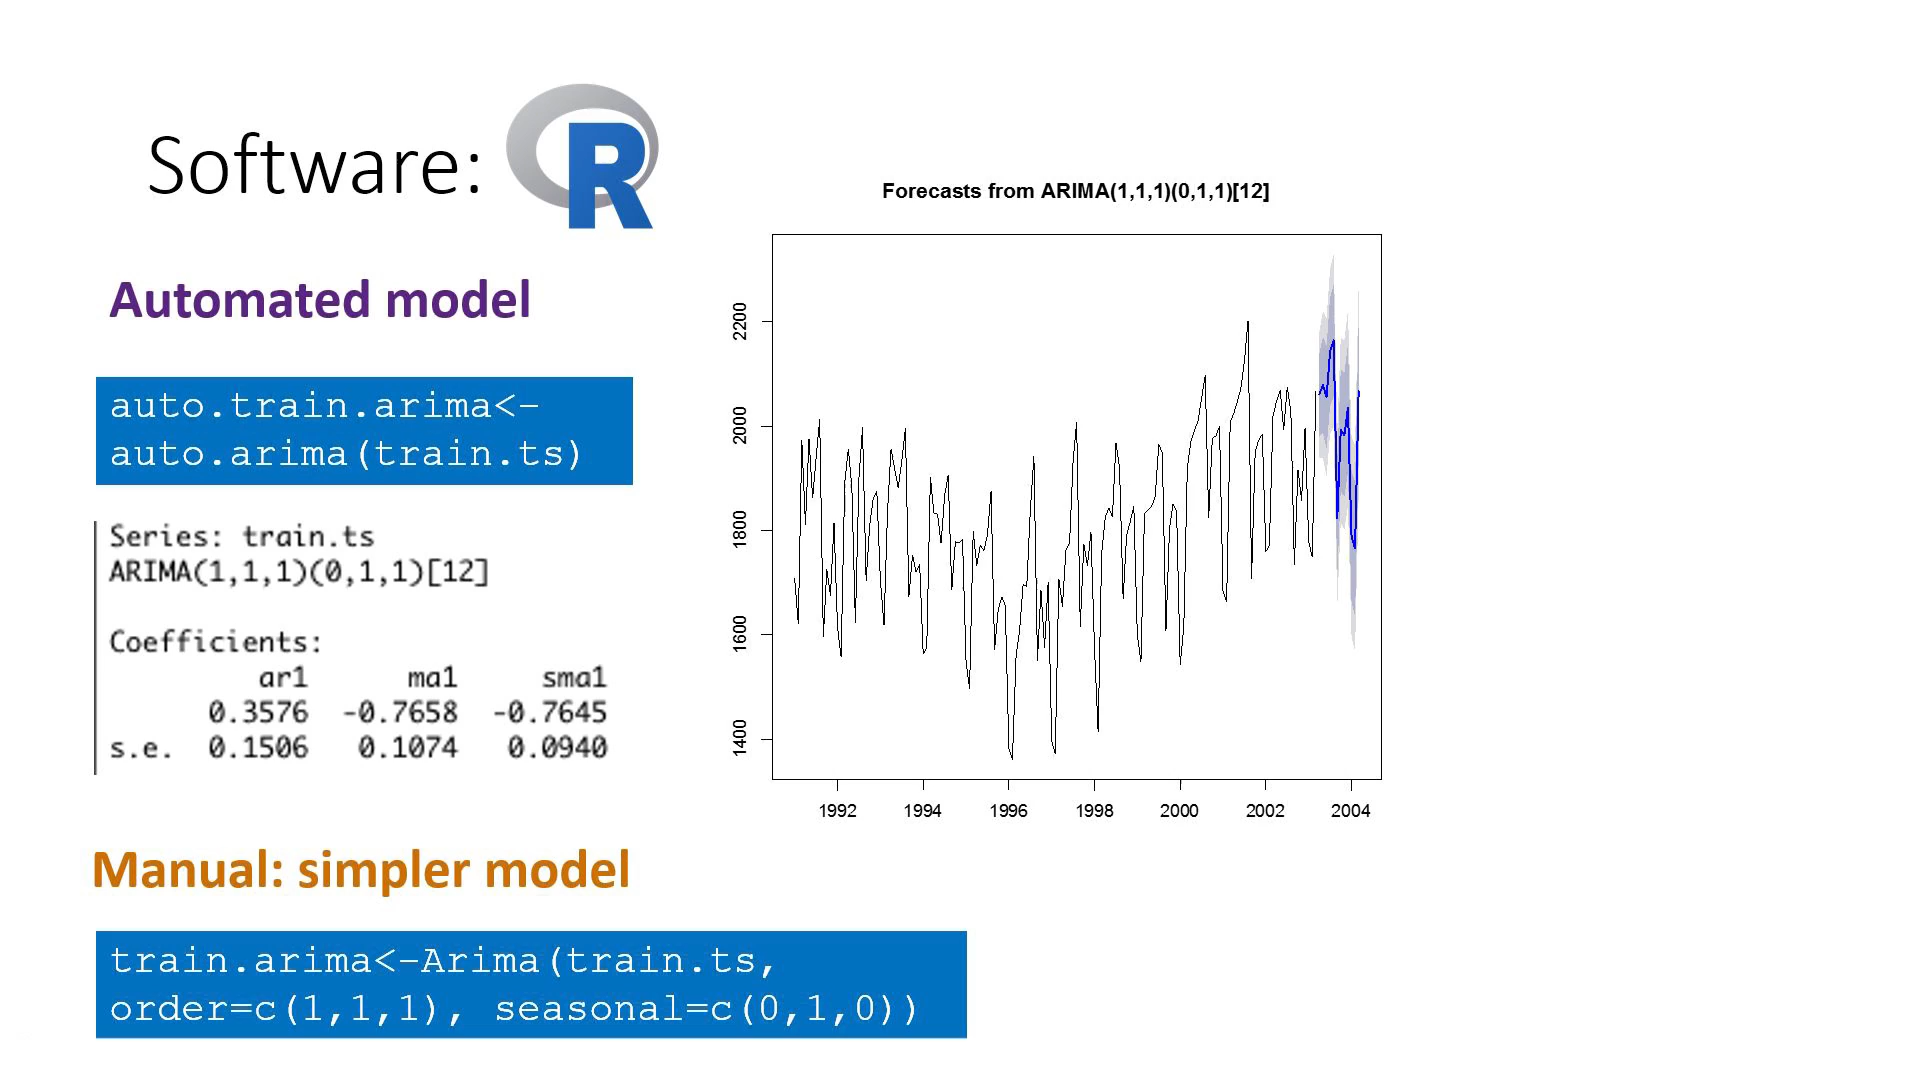 Software:
R
Automated model
auto.train.arima<-
auto.arima(train.ts)
Series: train.ts
ARIMA(1,1,1)(0,1,1)[12]
Coefficients:
ar1 ma1 sma1
0.3576 -0.7658 -0.7645
s.e. 0.1506 0.1074 0.0940
Forecasts from ARIMA(1,1,1)(0,1,1)[12]
2200
2000
1800
1600
1400
1992 1994 1996 1998 2000 2002 2004
Manual: simpler model
train.arima<-Arima(train.ts,
order=c(1,1,1), seasonal=c(0,1,0))